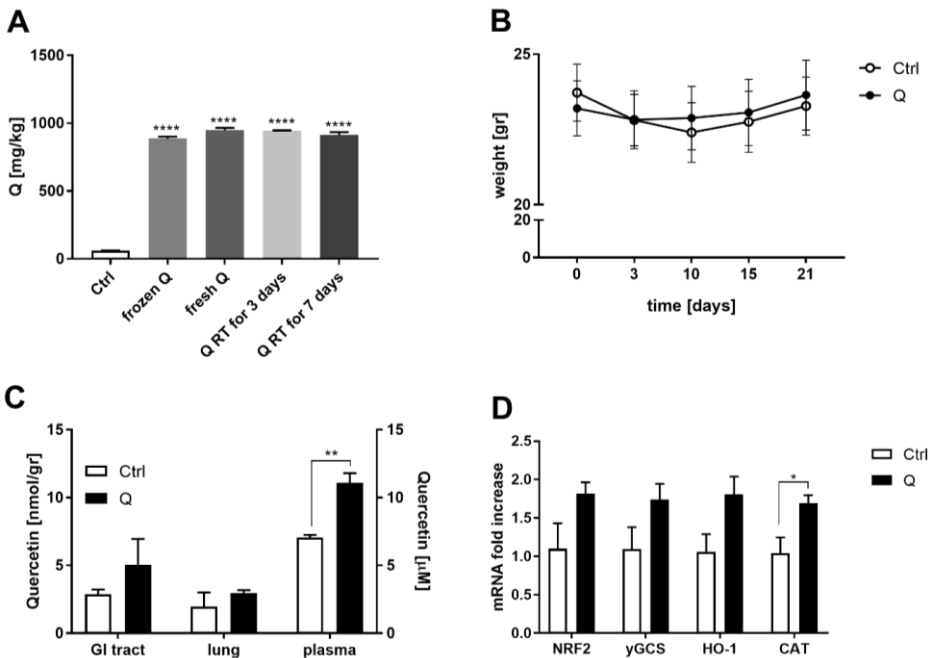 A
Q [mg/kg]
1500
1000
500
0
****
****
****
****
Ctrl
frozen Q
fresh Q
Q RT for 3 days
Q RT for 7 days
B
weight [gr]
25
20
20
0
0
3
10
15
21
time [days]
Ctrl
Q
C
Quercetin [nmol/gr]
15
10
5
0
Ctrl
Q
**
15
10
5
0
Quercetin [μM]
GI tract
lung
plasma
D
mRNA fold increase
2.5
2.0
1.5
1.0
0.5
0.0
*
NRF2
yGCS
HO-1
CAT
Ctrl
Q